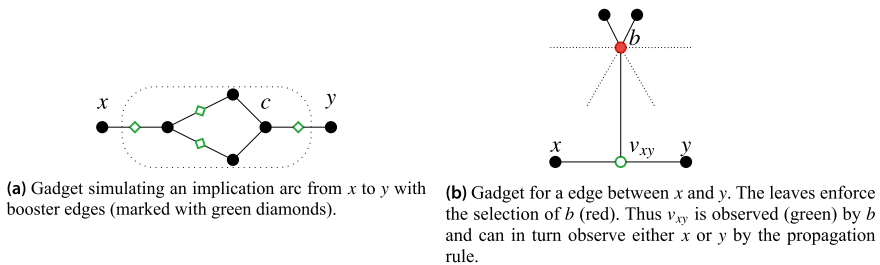 x
c
y
(a) Gadget simulating an implication arc from x to y with
booster edges (marked with green diamonds).
b
x
v_xy
y
(b) Gadget for a edge between x and y. The leaves enforce
the selection of b (red). Thus v_xy is observed (green) by b
and can in turn observe either x or y by the propagation
rule.